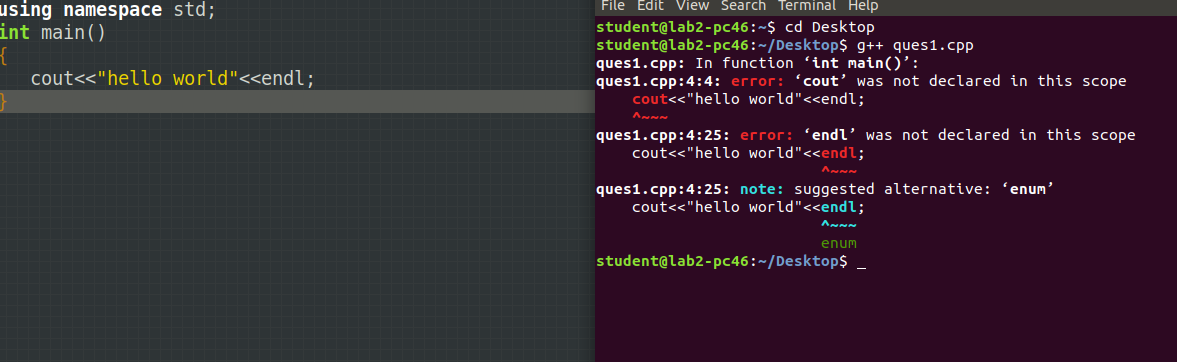 using namespace std;
int main()
{
cout<<"hello world"<<endl;
}
File Edit View Search Terminal Help
student@lab2-pc46:~$ cd Desktop
student@lab2-pc46:~/Desktop$ g++ ques1.cpp
ques1.cpp: In function ‘int main()’:
ques1.cpp:4:4: error: ‘cout’ was not declared in this scope
cout<<"hello world"<<endl;
^~~~
ques1.cpp:4:25: error: ‘endl’ was not declared in this scope
cout<<"hello world"<<endl;
^~~~
ques1.cpp:4:25: note: suggested alternative: ‘enum’
cout<<"hello world"<<endl;
^~~~
enum
student@lab2-pc46:~/Desktop$ _